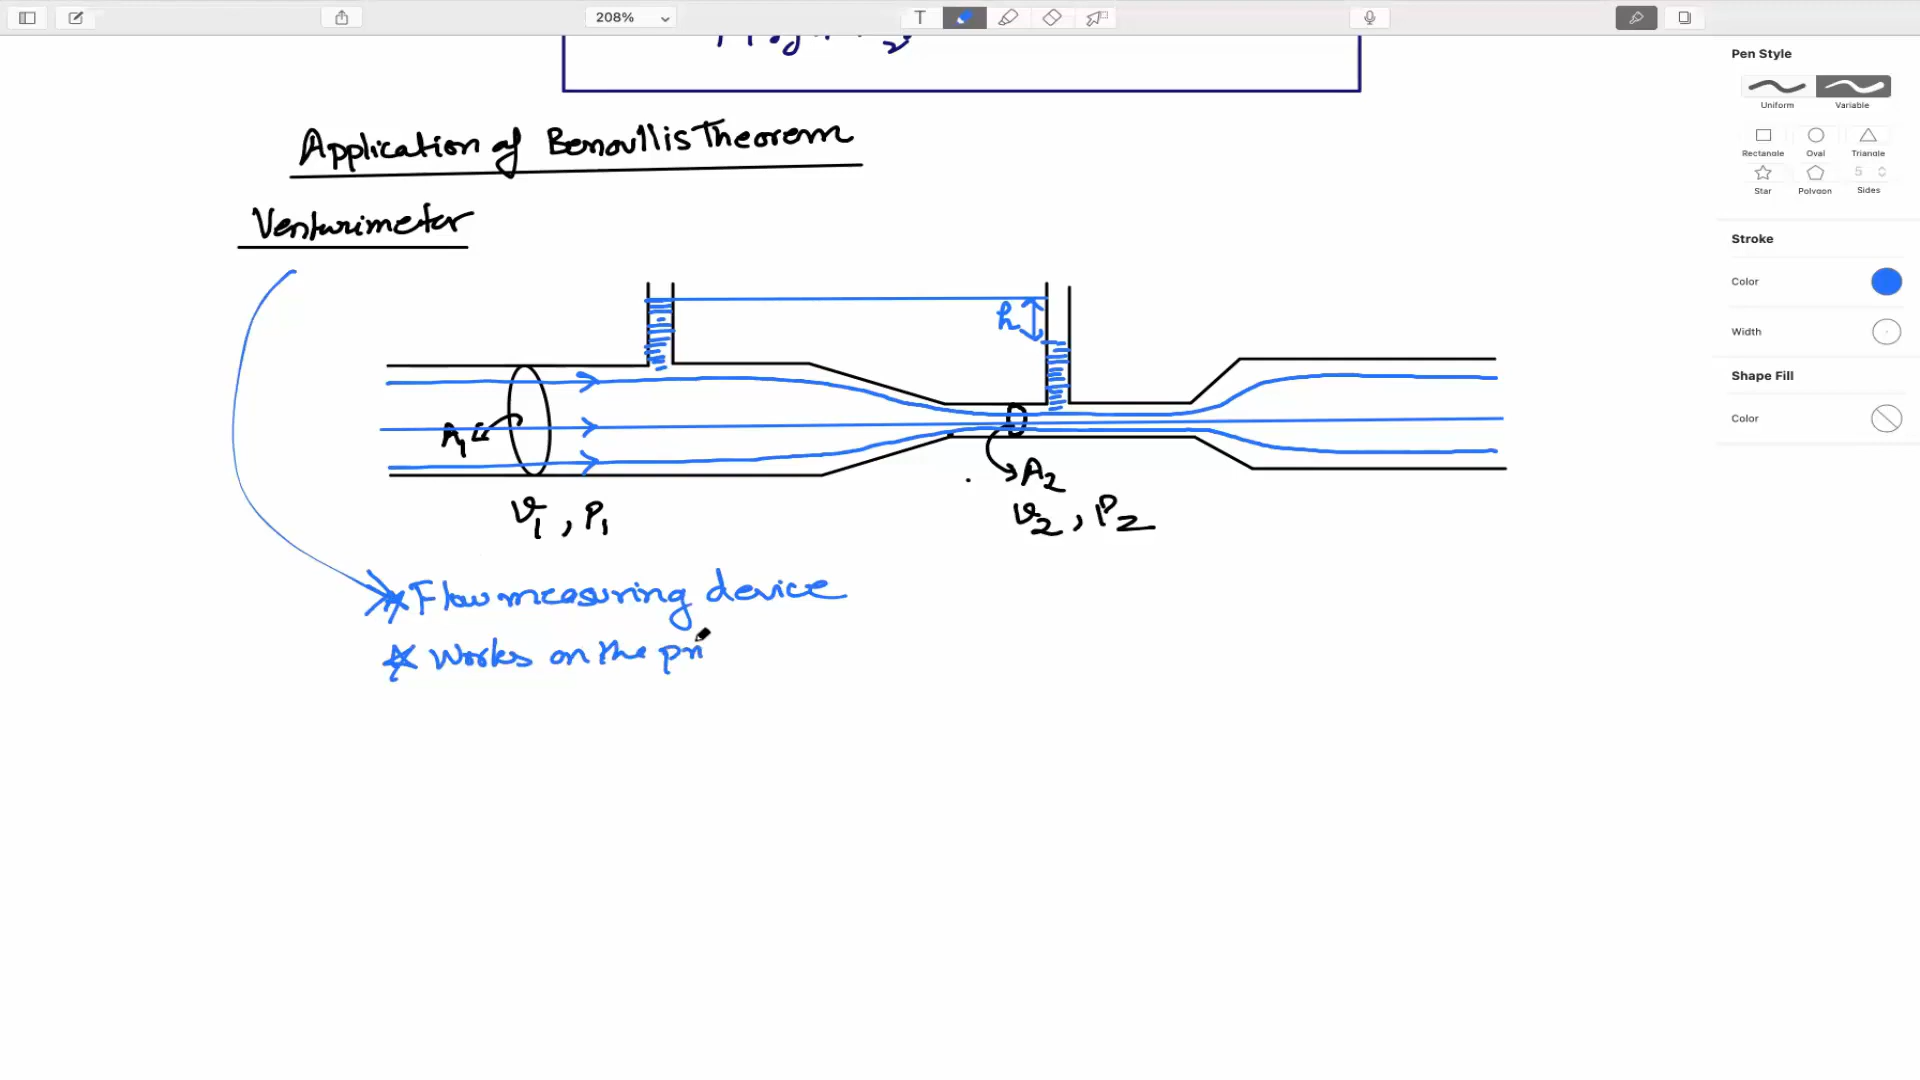 208%
T
Pen Style
Uniform
Variable
Rectangle
Oval
Triangle
Star
Polygon
5
Sides
Stroke
Color
Width
Shape Fill
Color
Application of Bernoullis Theorem
Venturimeter
h
A1
A2
v1, P1
v2, P2
* Flow measuring device
* Works on the pri